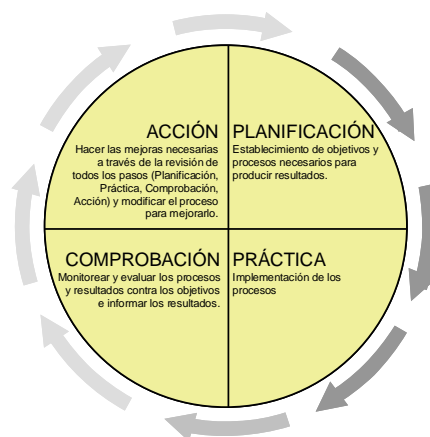 ACCIÓN
Hacer las mejoras necesarias
a través de la revisión de
todos los pasos (Planificación,
Práctica, Comprobación,
Acción) y modificar el proceso
para mejorarlo.
PLANIFICACIÓN
Establecimiento de objetivos y
procesos necesarios para
producir resultados.
COMPROBACIÓN
Monitorear y evaluar los procesos
y resultados contra los objetivos
e informar los resultados.
PRÁCTICA
Implementación de los
procesos